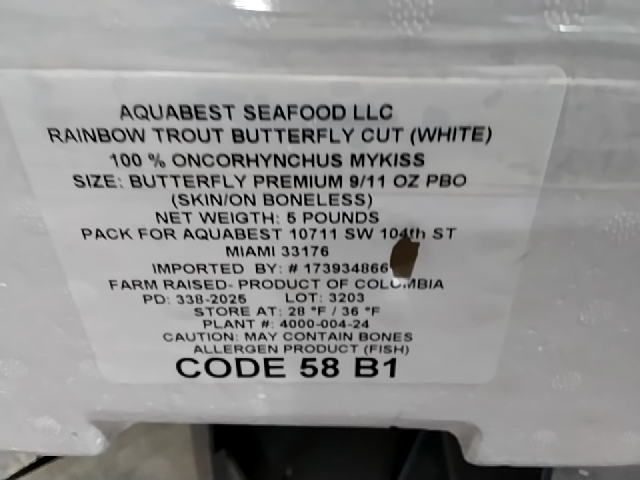 AQUABEST SEAFOOD LLC
RAINBOW TROUT BUTTERFLY CUT (WHITE)
100 % ONCORHYNCHUS MYKISS
SIZE: BUTTERFLY PREMIUM 9/11 OZ PBO
(SKIN/ON BONELESS)
NET WEIGTH: 5 POUNDS
PACK FOR AQUABEST 10711 SW 104th ST
MIAMI 33176
IMPORTED BY: # 173934866
FARM RAISED- PRODUCT OF COLOMBIA
PD: 338-2025 LOT: 3203
STORE AT: 28 °F / 36 °F
PLANT #: 4000-004-24
CAUTION: MAY CONTAIN BONES
ALLERGEN PRODUCT (FISH)
CODE 58 B1